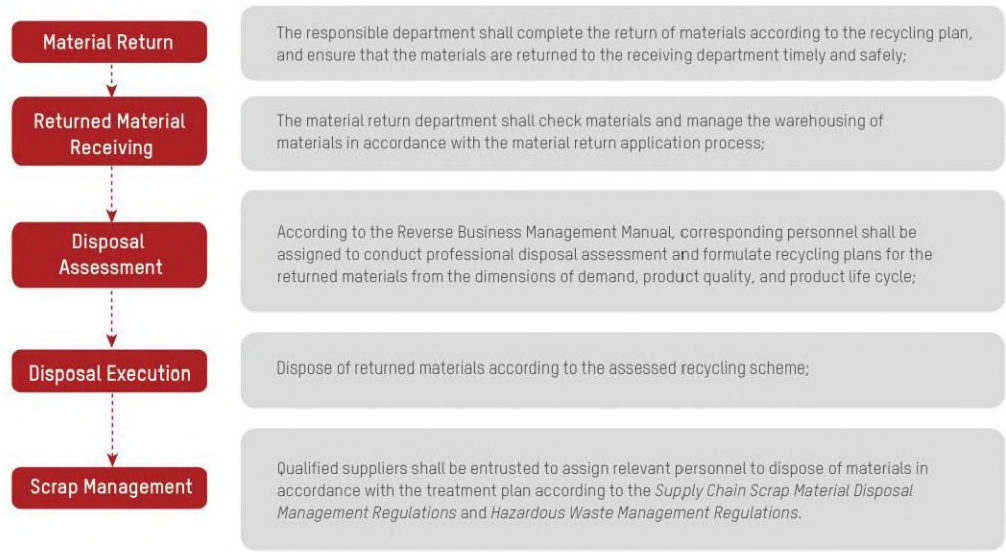 Material Return
The responsible department shall complete the return of materials according to the recycling plan,
and ensure that the materials are returned to the receiving department timely and safely;
Returned Material
Receiving
The material return department shall check materials and manage the warehousing of
materials in accordance with the material return application process;
Disposal
Assessment
According to the Reverse Business Management Manual, corresponding personnel shall be
assigned to conduct professional disposal assessment and formulate recycling plans for the
returned materials from the dimensions of demand, product quality, and product life cycle;
Disposal Execution
Dispose of returned materials according to the assessed recycling scheme;
Scrap Management
Qualified suppliers shall be entrusted to assign relevant personnel to dispose of materials in
accordance with the treatment plan according to the Supply Chain Scrap Material Disposal
Management Regulations and Hazardous Waste Management Regulations.